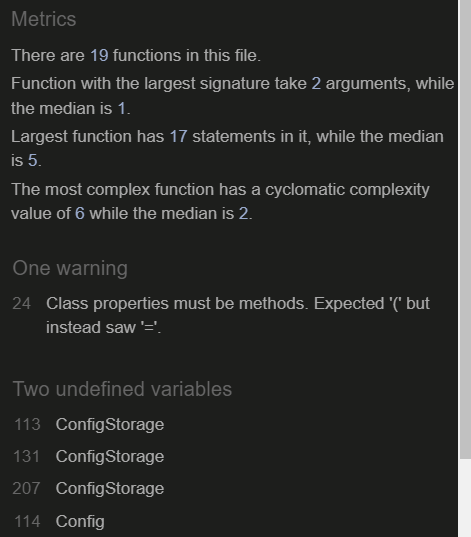 Metrics
There are 19 functions in this file.
Function with the largest signature take 2 arguments, while
the median is 1.
Largest function has 17 statements in it, while the median
is 5.
The most complex function has a cyclomatic complexity
value of 6 while the median is 2.
One warning
24 Class properties must be methods. Expected '(' but
instead saw '='.
Two undefined variables
113 ConfigStorage
131 ConfigStorage
207 ConfigStorage
114 Config